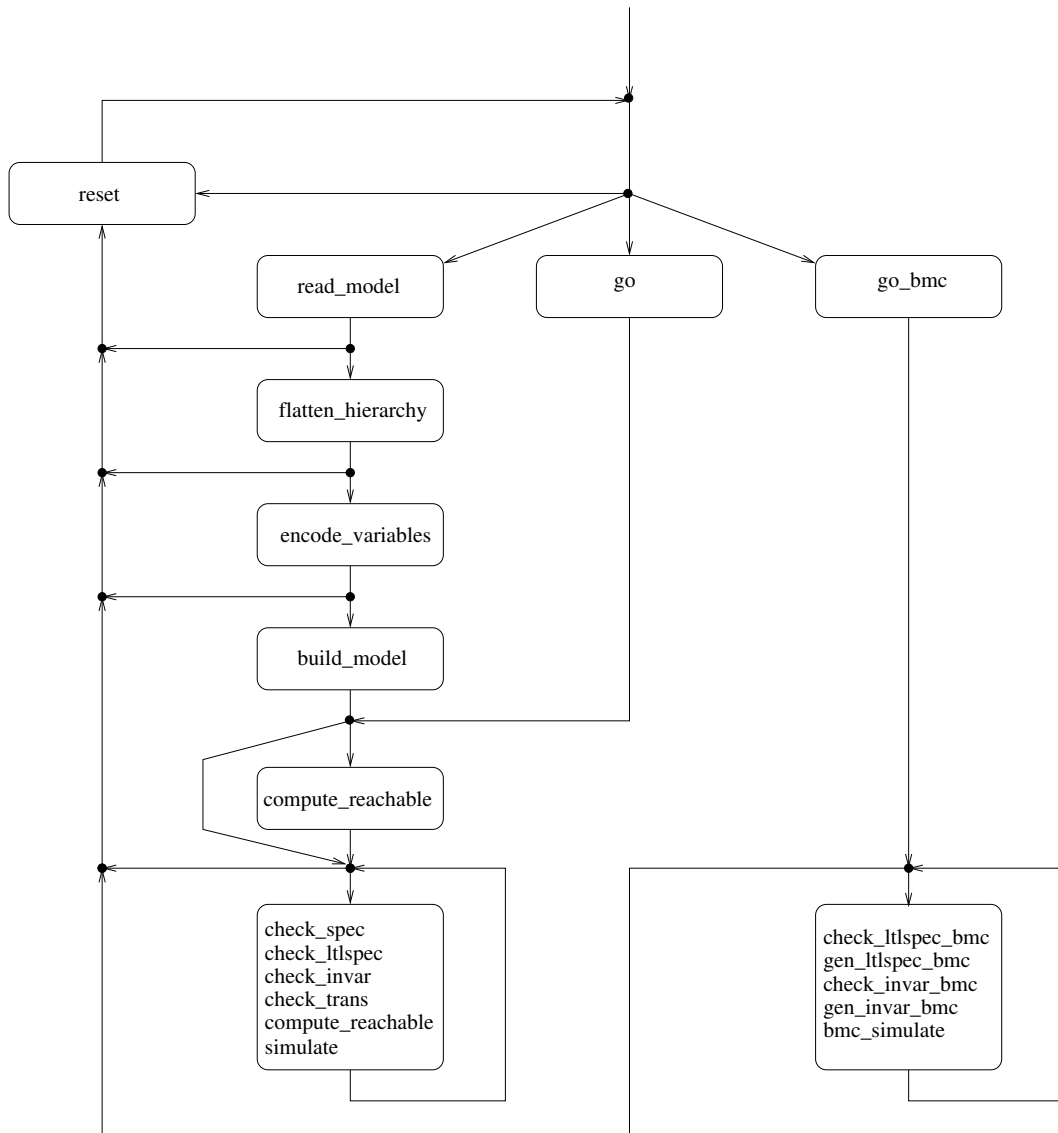 reset
read_model
go
go_bmc
flatten_hierarchy
encode_variables
build_model
compute_reachable
check_spec
check_ltlspec
check_invar
check_trans
compute_reachable
simulate
check_ltlspec_bmc
gen_ltlspec_bmc
check_invar_bmc
gen_invar_bmc
bmc_simulate